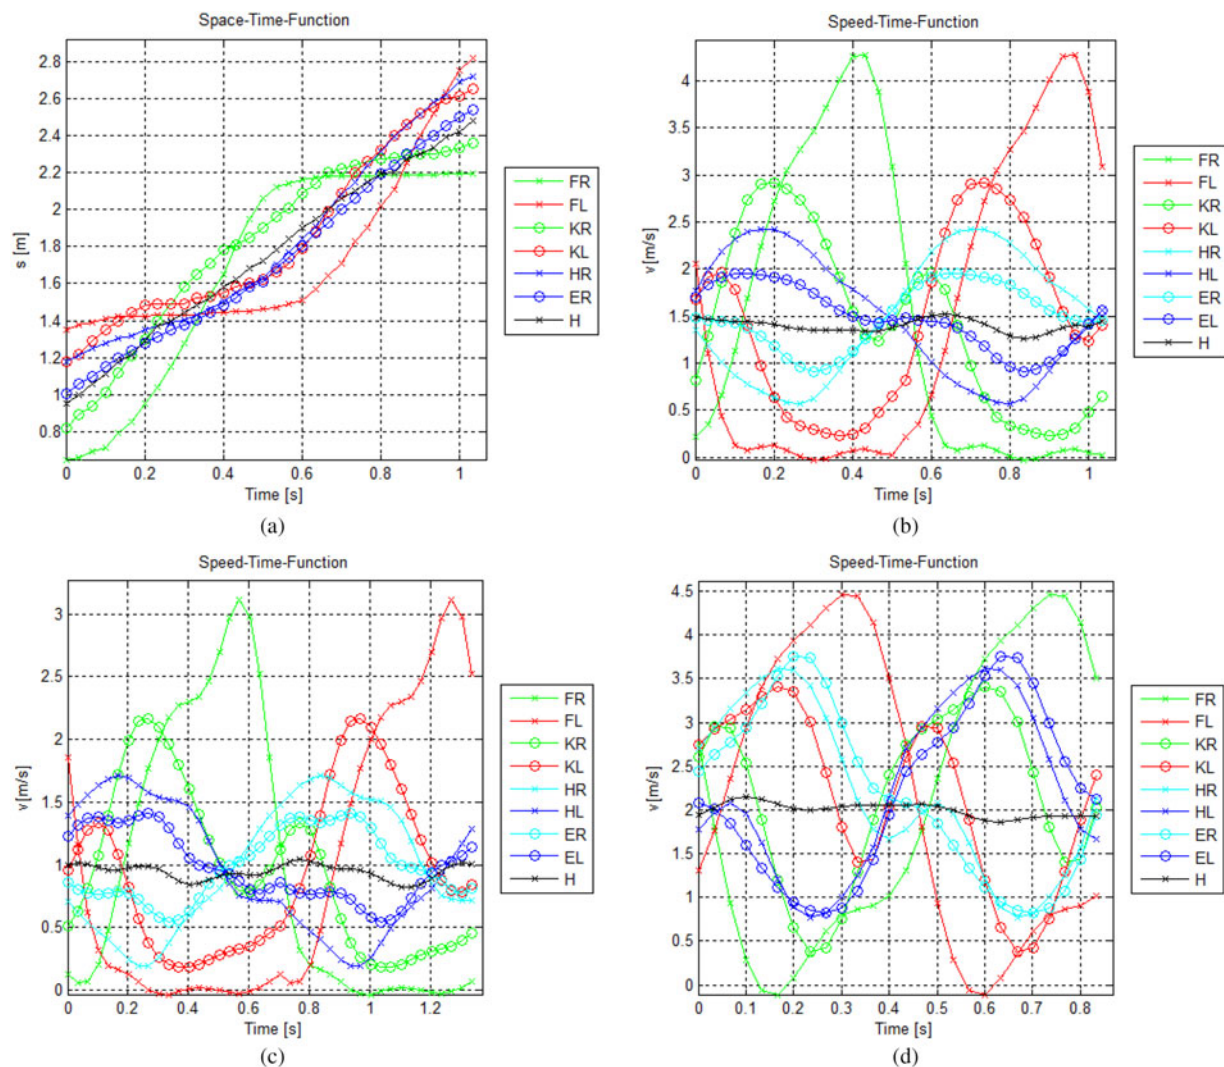 Space-Time-Function
2.8
2.6
2.4
2.2
2
1.8
1.6
1.4
1.2
1
0.8
s [m]
0 0.2 0.4 0.6 0.8 1
Time [s]
FR
FL
KR
KL
HR
ER
H
(a)
Speed-Time-Function
4
3.5
3
2.5
2
1.5
1
0.5
0
v [m/s]
0 0.2 0.4 0.6 0.8 1
Time [s]
FR
FL
KR
KL
HR
HL
ER
EL
H
(b)
Speed-Time-Function
3
2.5
2
1.5
1
0.5
0
v [m/s]
0 0.2 0.4 0.6 0.8 1 1.2
Time [s]
FR
FL
KR
KL
HR
HL
ER
EL
H
(c)
Speed-Time-Function
4.5
4
3.5
3
2.5
2
1.5
1
0.5
0
v [m/s]
0 0.1 0.2 0.3 0.4 0.5 0.6 0.7 0.8
Time [s]
FR
FL
KR
KL
HR
HL
ER
EL
H
(d)